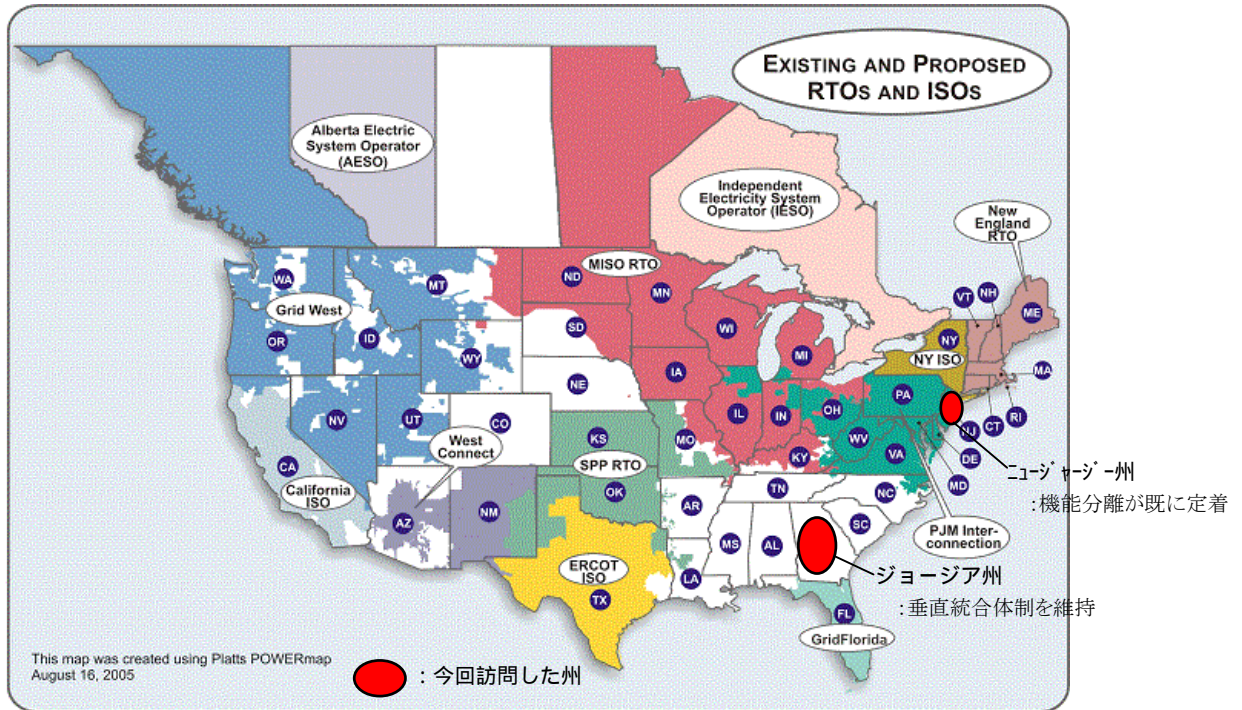 EXISTING AND PROPOSED
RTOS AND ISOS
Alberta Electric
System Operator
(AESO)
Independent
Electricity System
Operator (IESO)
New
England
RTO
MISO RTO
Grid West
WA
MT
ND
MN
OR
ID
SD
WI
MI
VT
NH
ME
NY
NY ISO
WY
IA
NE
MA
NV
UT
CO
IL
IN
OH
PA
RI
CT
NJ
DE
MD
West
Connect
KS
MO
WV
VA
KY
CA
California
ISO
SPP RTO
OK
AZ
NM
AR
TN
NC
SC
PJM Inter-
connection
MS
AL
LA
ERCOT
ISO
TX
FL
GridFlorida
ニュージャージー州
:機能分離が既に定着
ジョージア州
:垂直統合体制を維持
This map was created using Platts POWERmap
August 16, 2005
:今回訪問した州